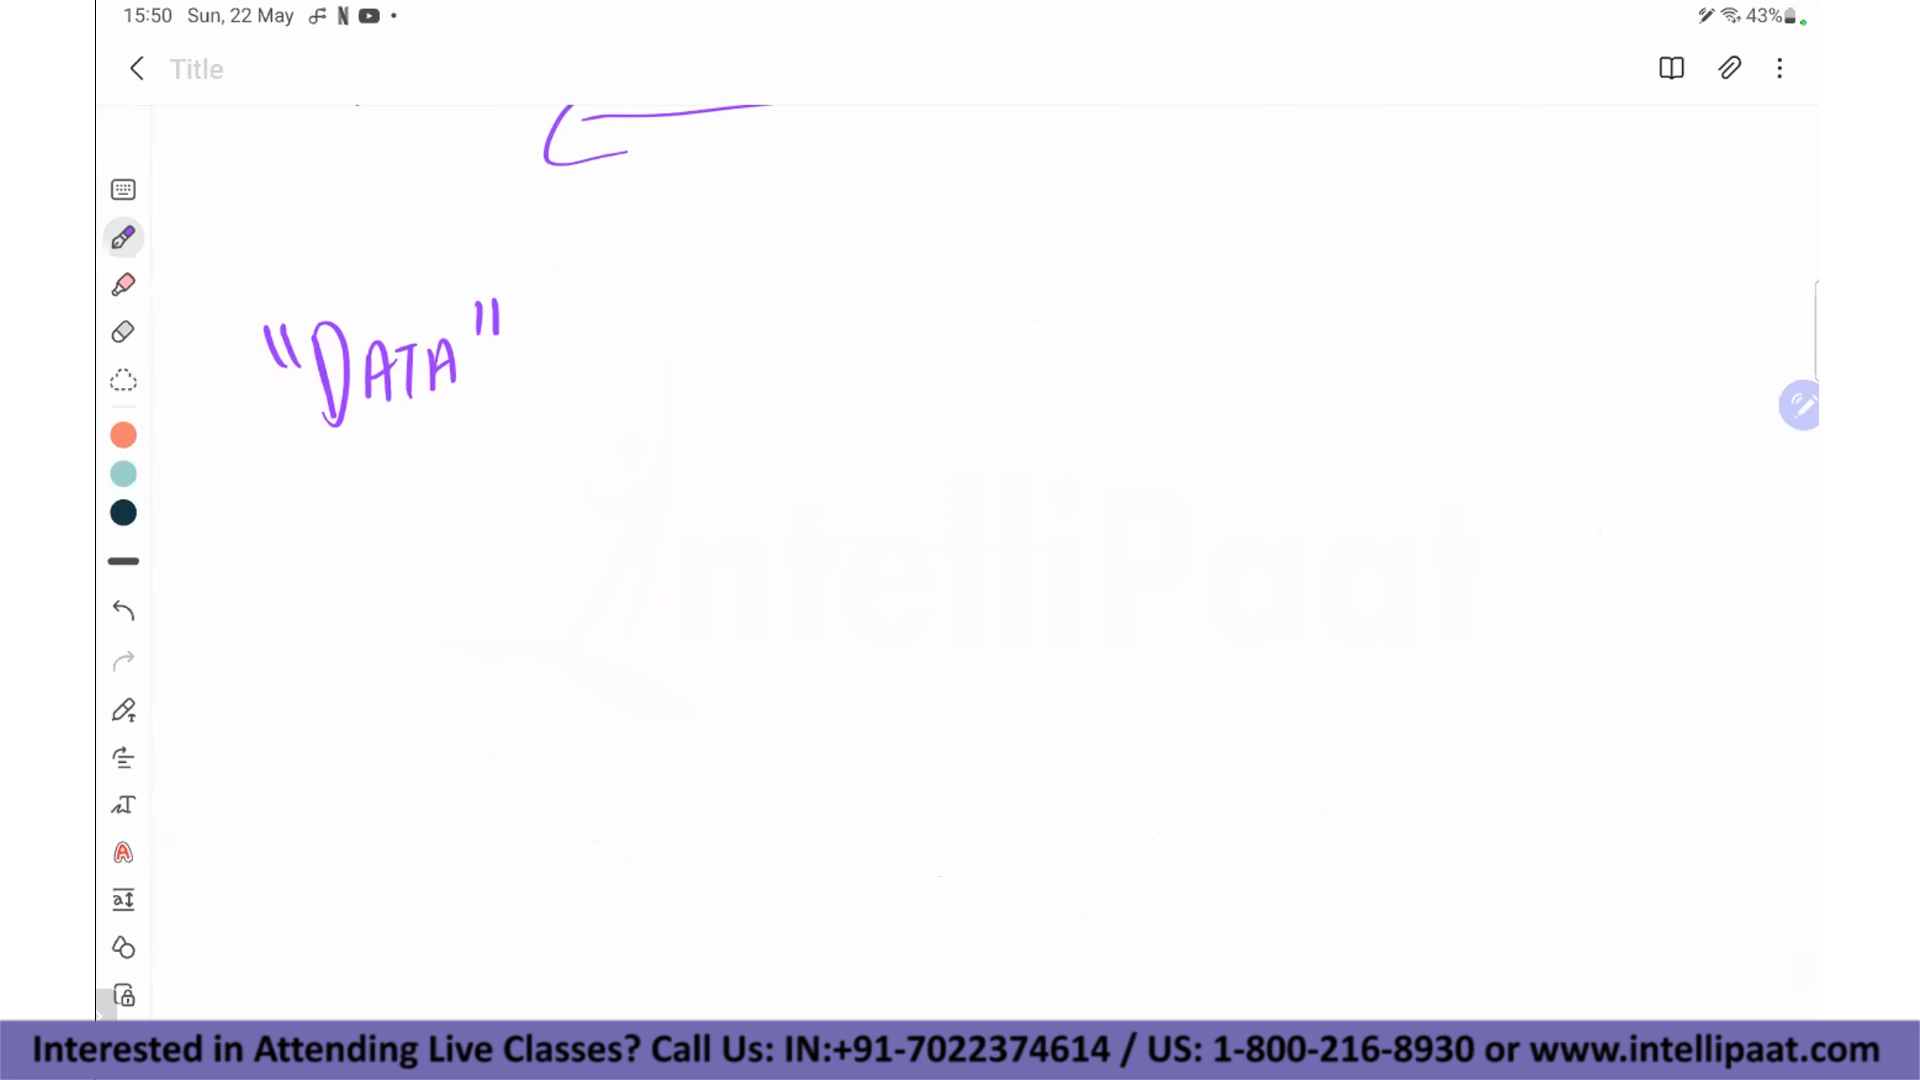 15:50 Sun, 22 May N 43%
Title
"DATA"
IntelliPaat
Interested in Attending Live Classes? Call Us: IN:+91-7022374614 / US: 1-800-216-8930 or www.intellipaat.com